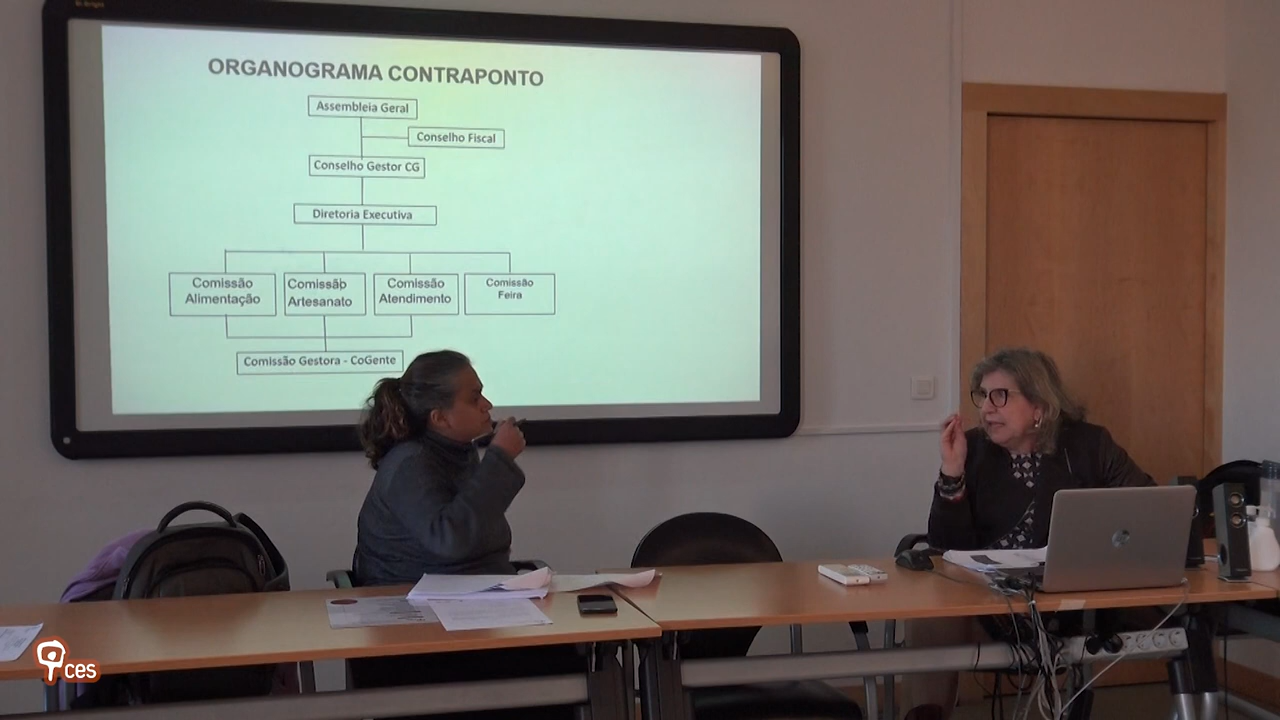 ORGANOGRAMA CONTRAPONTO
Assembleia Geral
Conselho Fiscal
Conselho Gestor CG
Diretoria Executiva
Comissão
Alimentação
Comissão
Artesanato
Comissão
Atendimento
Comissão
Feira
Comissão Gestora - CoGente
ces
hp